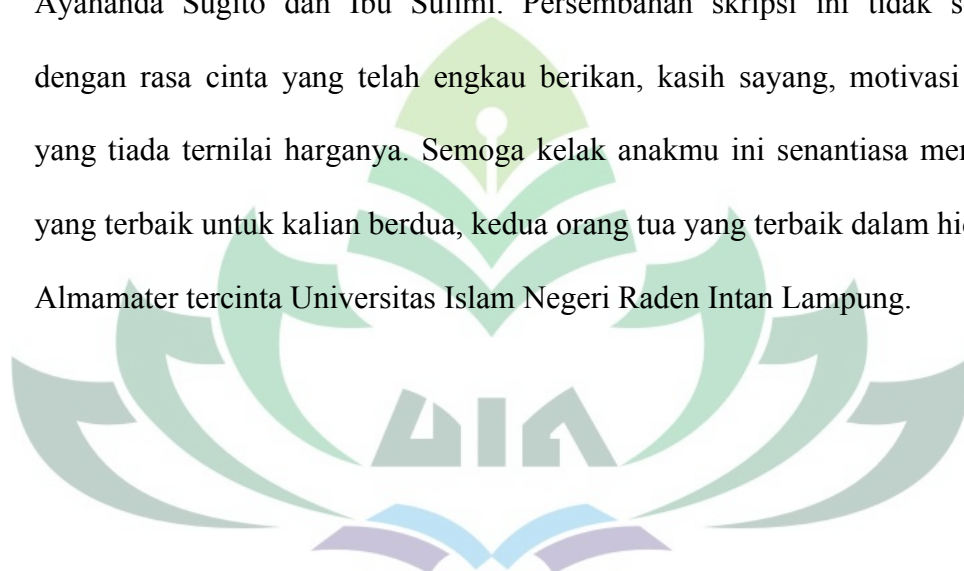 Ayahanda Sugito dan Ibu Sulimi. Persembahan skripsi ini tidak
dengan rasa cinta yang telah engkau berikan, kasih sayang, motivasi
yang tiada ternilai harganya. Semoga kelak anakmu ini senantiasa
yang terbaik untuk kalian berdua, kedua orang tua yang terbaik dalam
Almamater tercinta Universitas Islam Negeri Raden Intan Lampung.
UIN